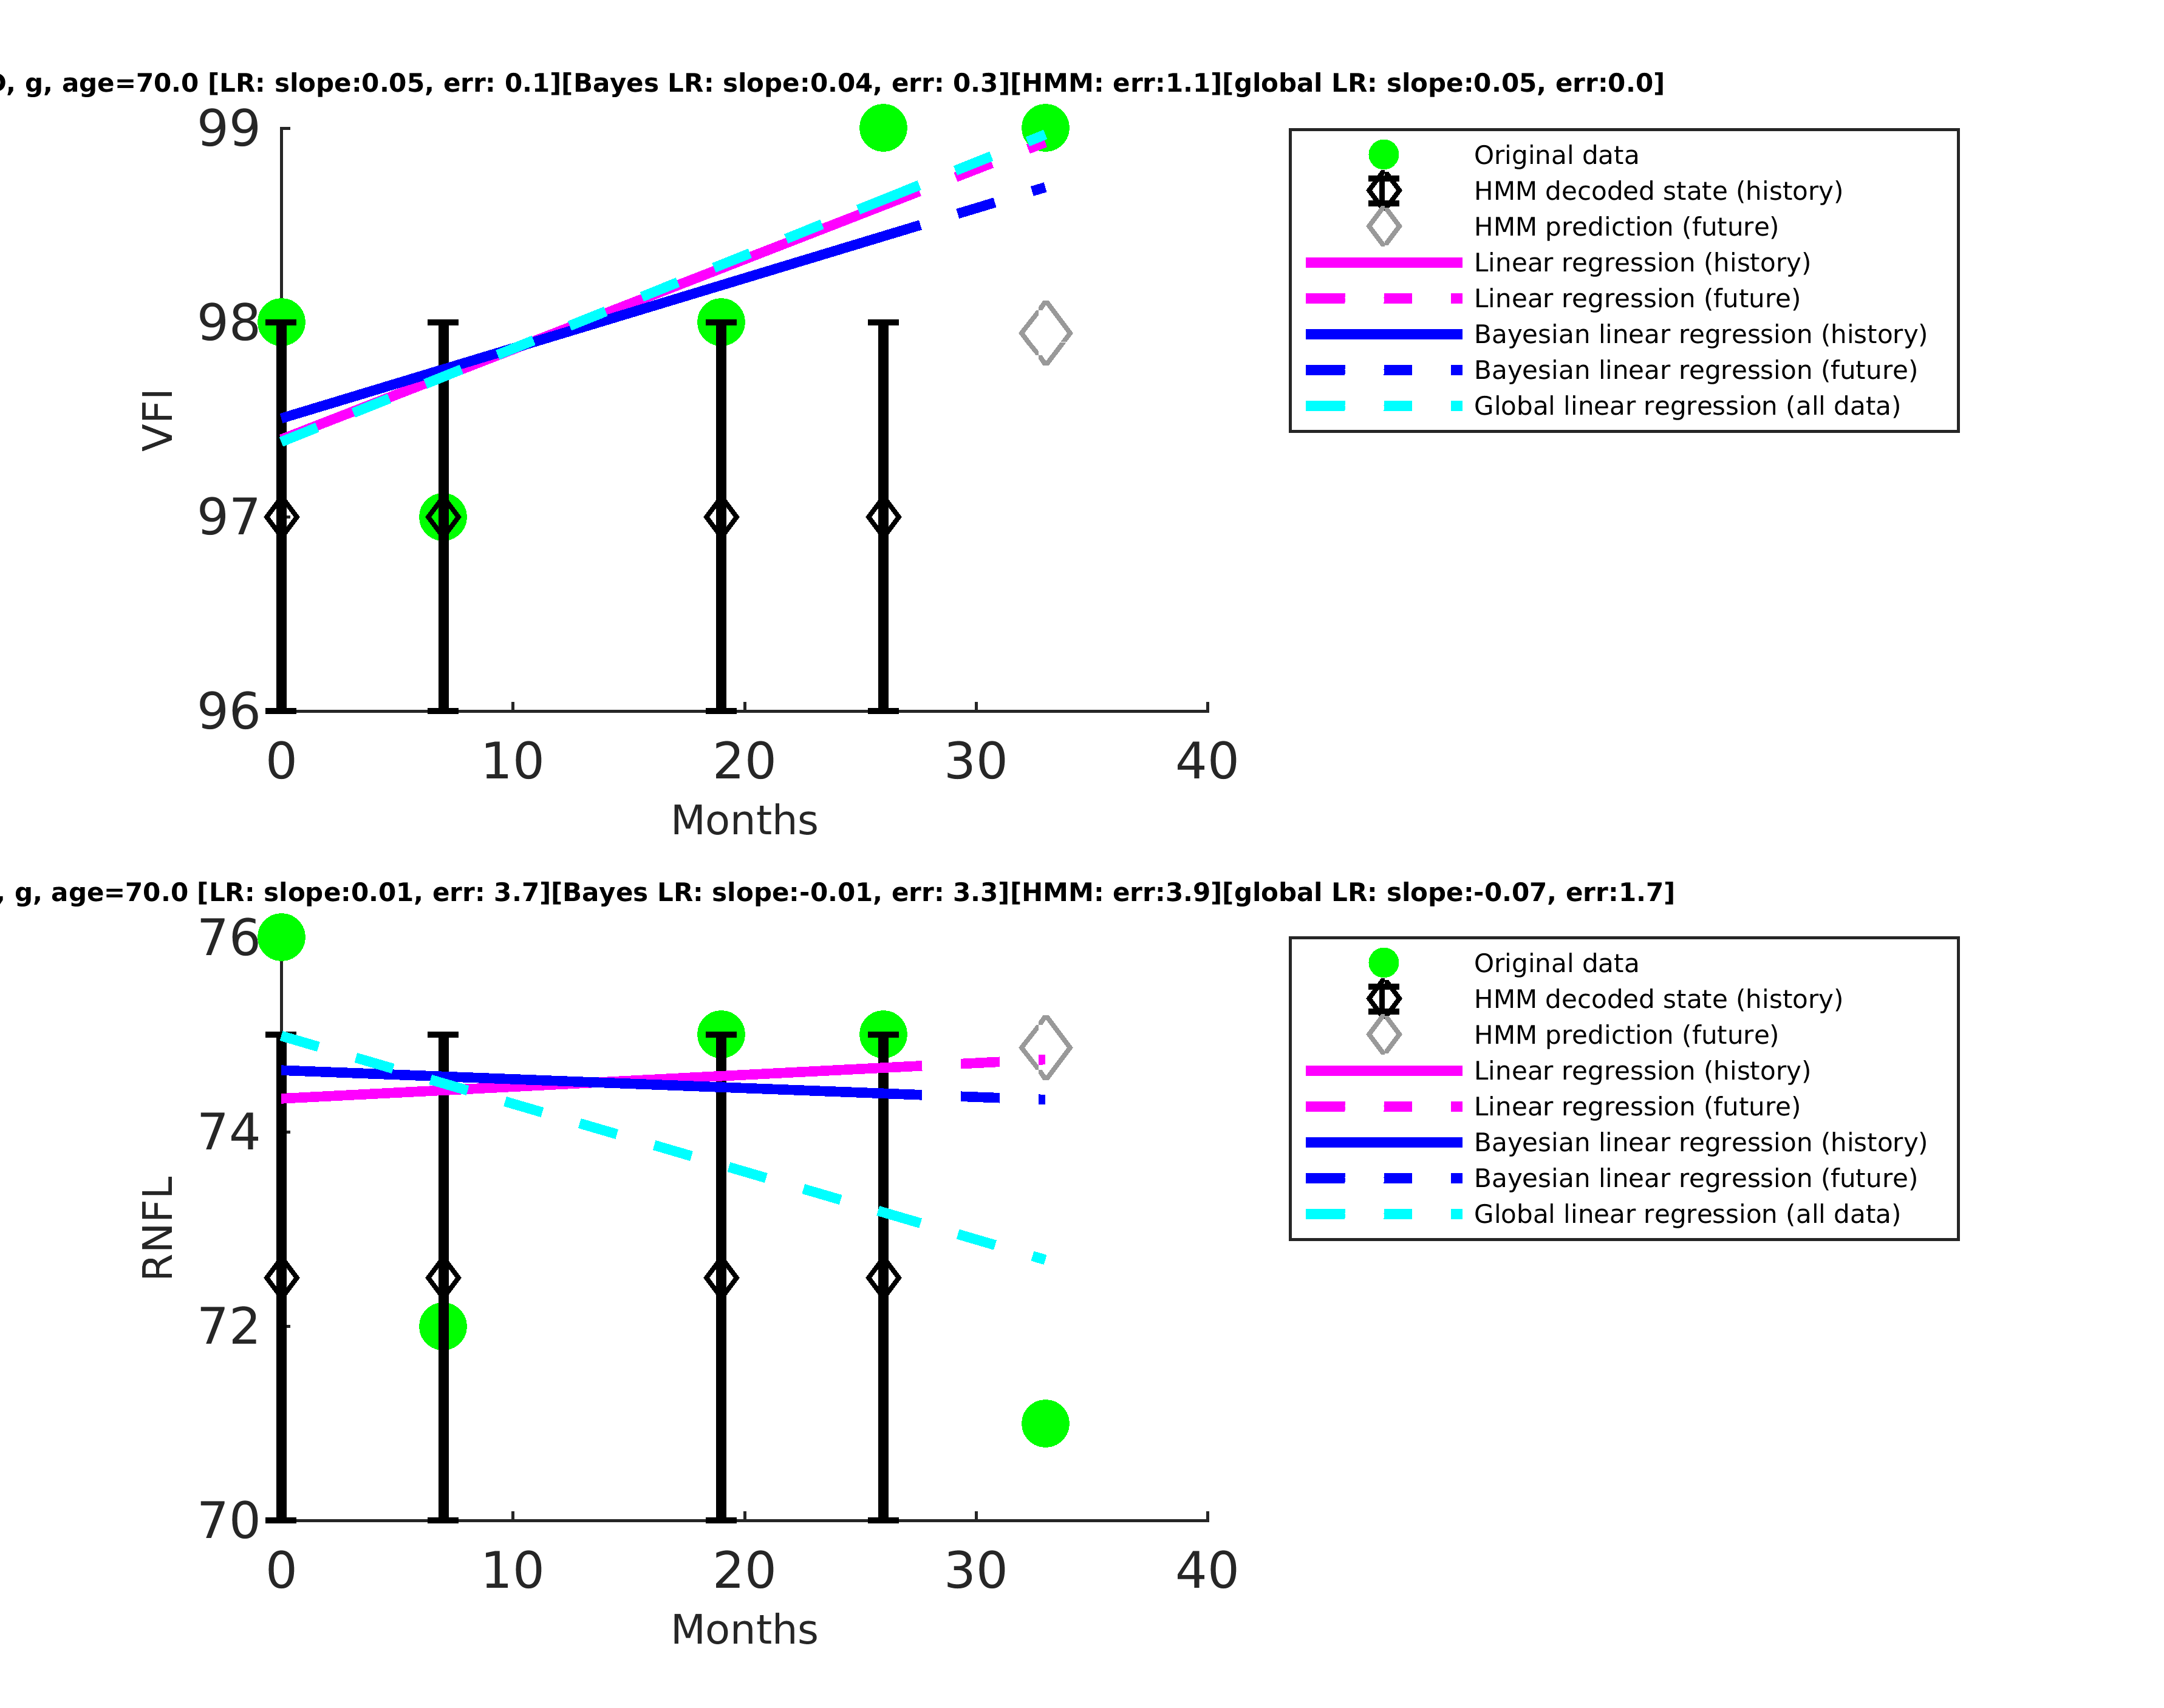 , g, age=70.0 [LR: slope:0.05, err: 0.1][Bayes LR: slope:0.04, err: 0.3][HMM: err:1.1][global LR: slope:0.05, err:0.0]
99
98
97
96
VFI
0 10 20 30 40
Months
Original data
HMM decoded state (history)
HMM prediction (future)
Linear regression (history)
Linear regression (future)
Bayesian linear regression (history)
Bayesian linear regression (future)
Global linear regression (all data)
, g, age=70.0 [LR: slope:0.01, err: 3.7][Bayes LR: slope:-0.01, err: 3.3][HMM: err:3.9][global LR: slope:-0.07, err:1.7]
76
74
72
70
RNFL
0 10 20 30 40
Months
Original data
HMM decoded state (history)
HMM prediction (future)
Linear regression (history)
Linear regression (future)
Bayesian linear regression (history)
Bayesian linear regression (future)
Global linear regression (all data)